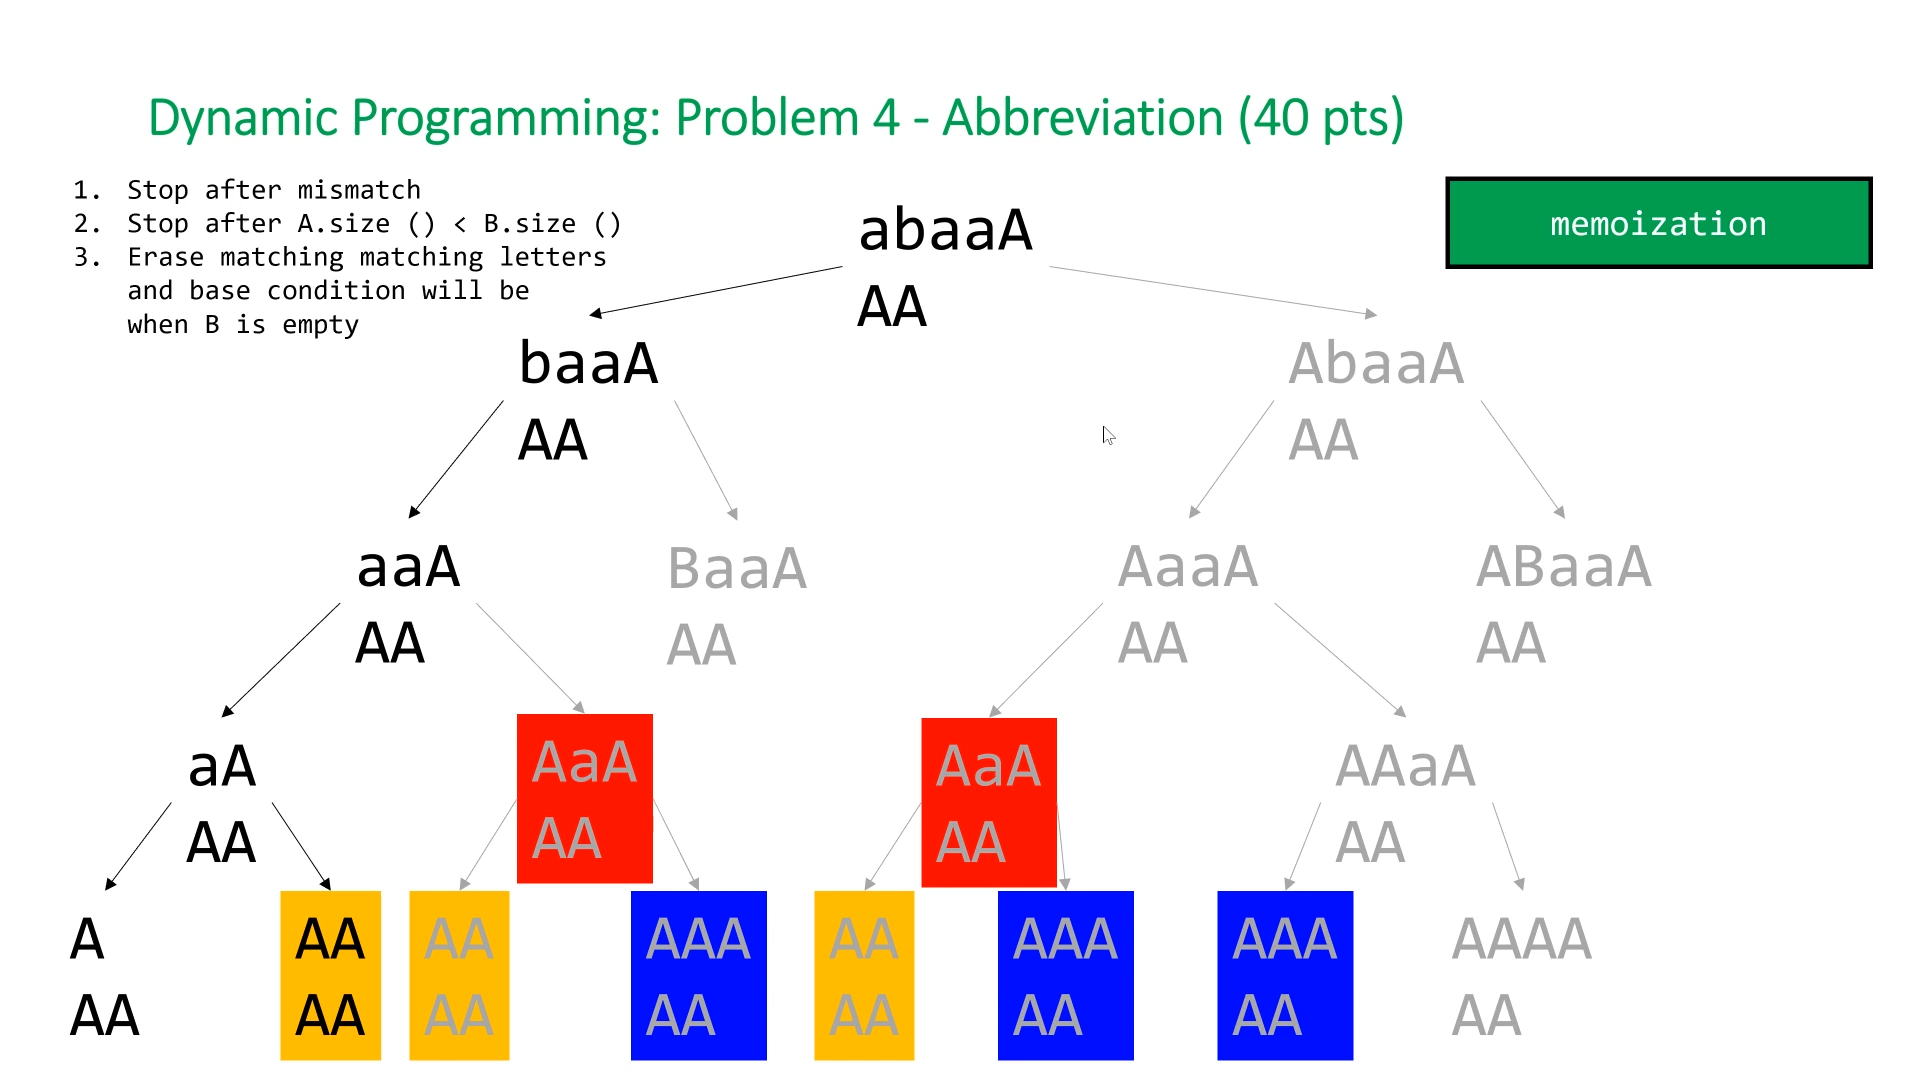 Dynamic Programming: Problem 4 - Abbreviation (40 pts)
1. Stop after mismatch
2. Stop after A.size () < B.size ()
3. Erase matching matching letters
and base condition will be
when B is empty
memoization
abaaA
AA
baaA
AA
AbaaA
AA
aaA
AA
BaaA
AA
AaaA
AA
ABaaA
AA
aA
AA
AaA
AA
AaA
AA
AAaA
AA
A
AA
AA
AA
AA
AA
AAA
AA
AA
AA
AAA
AA
AAA
AA
AAAA
AA